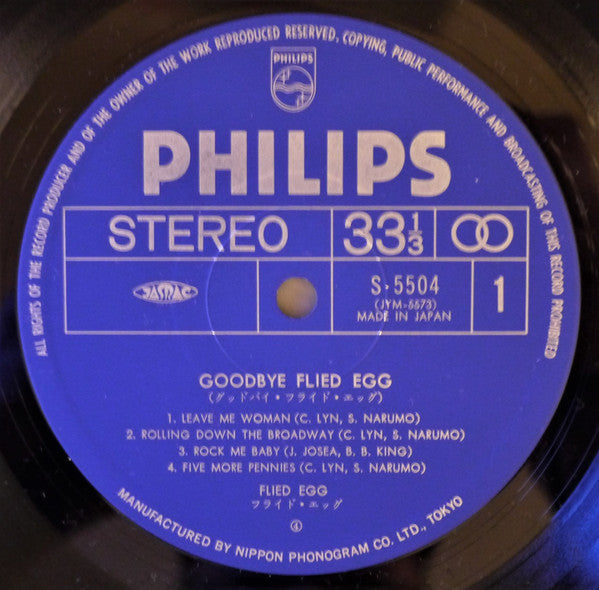 ALL RIGHTS OF THE RECORD PRODUCER AND OF THE OWNER OF THE WORK REPRODUCED RESERVED, COPYING, PUBLIC PERFORMANCE AND BROADCASTING OF THIS RECORD PROHIBITED.
PHILIPS
PHILIPS
STEREO 33 1/3
JASRAC S-5504 1
(JYM-5573)
MADE IN JAPAN
GOODBYE FLIED EGG
(グッドバイ・フライド・エッグ)
1. LEAVE ME WOMAN (C. LYN, S. NARUMO)
2. ROLLING DOWN THE BROADWAY (C. LYN, S. NARUMO)
3. ROCK ME BABY (J. JOSEA, B. B. KING)
4. FIVE MORE PENNIES (C. LYN, S. NARUMO)
FLIED EGG
フライド・エッグ
④
MANUFACTURED BY NIPPON PHONOGRAM CO. LTD., TOKYO